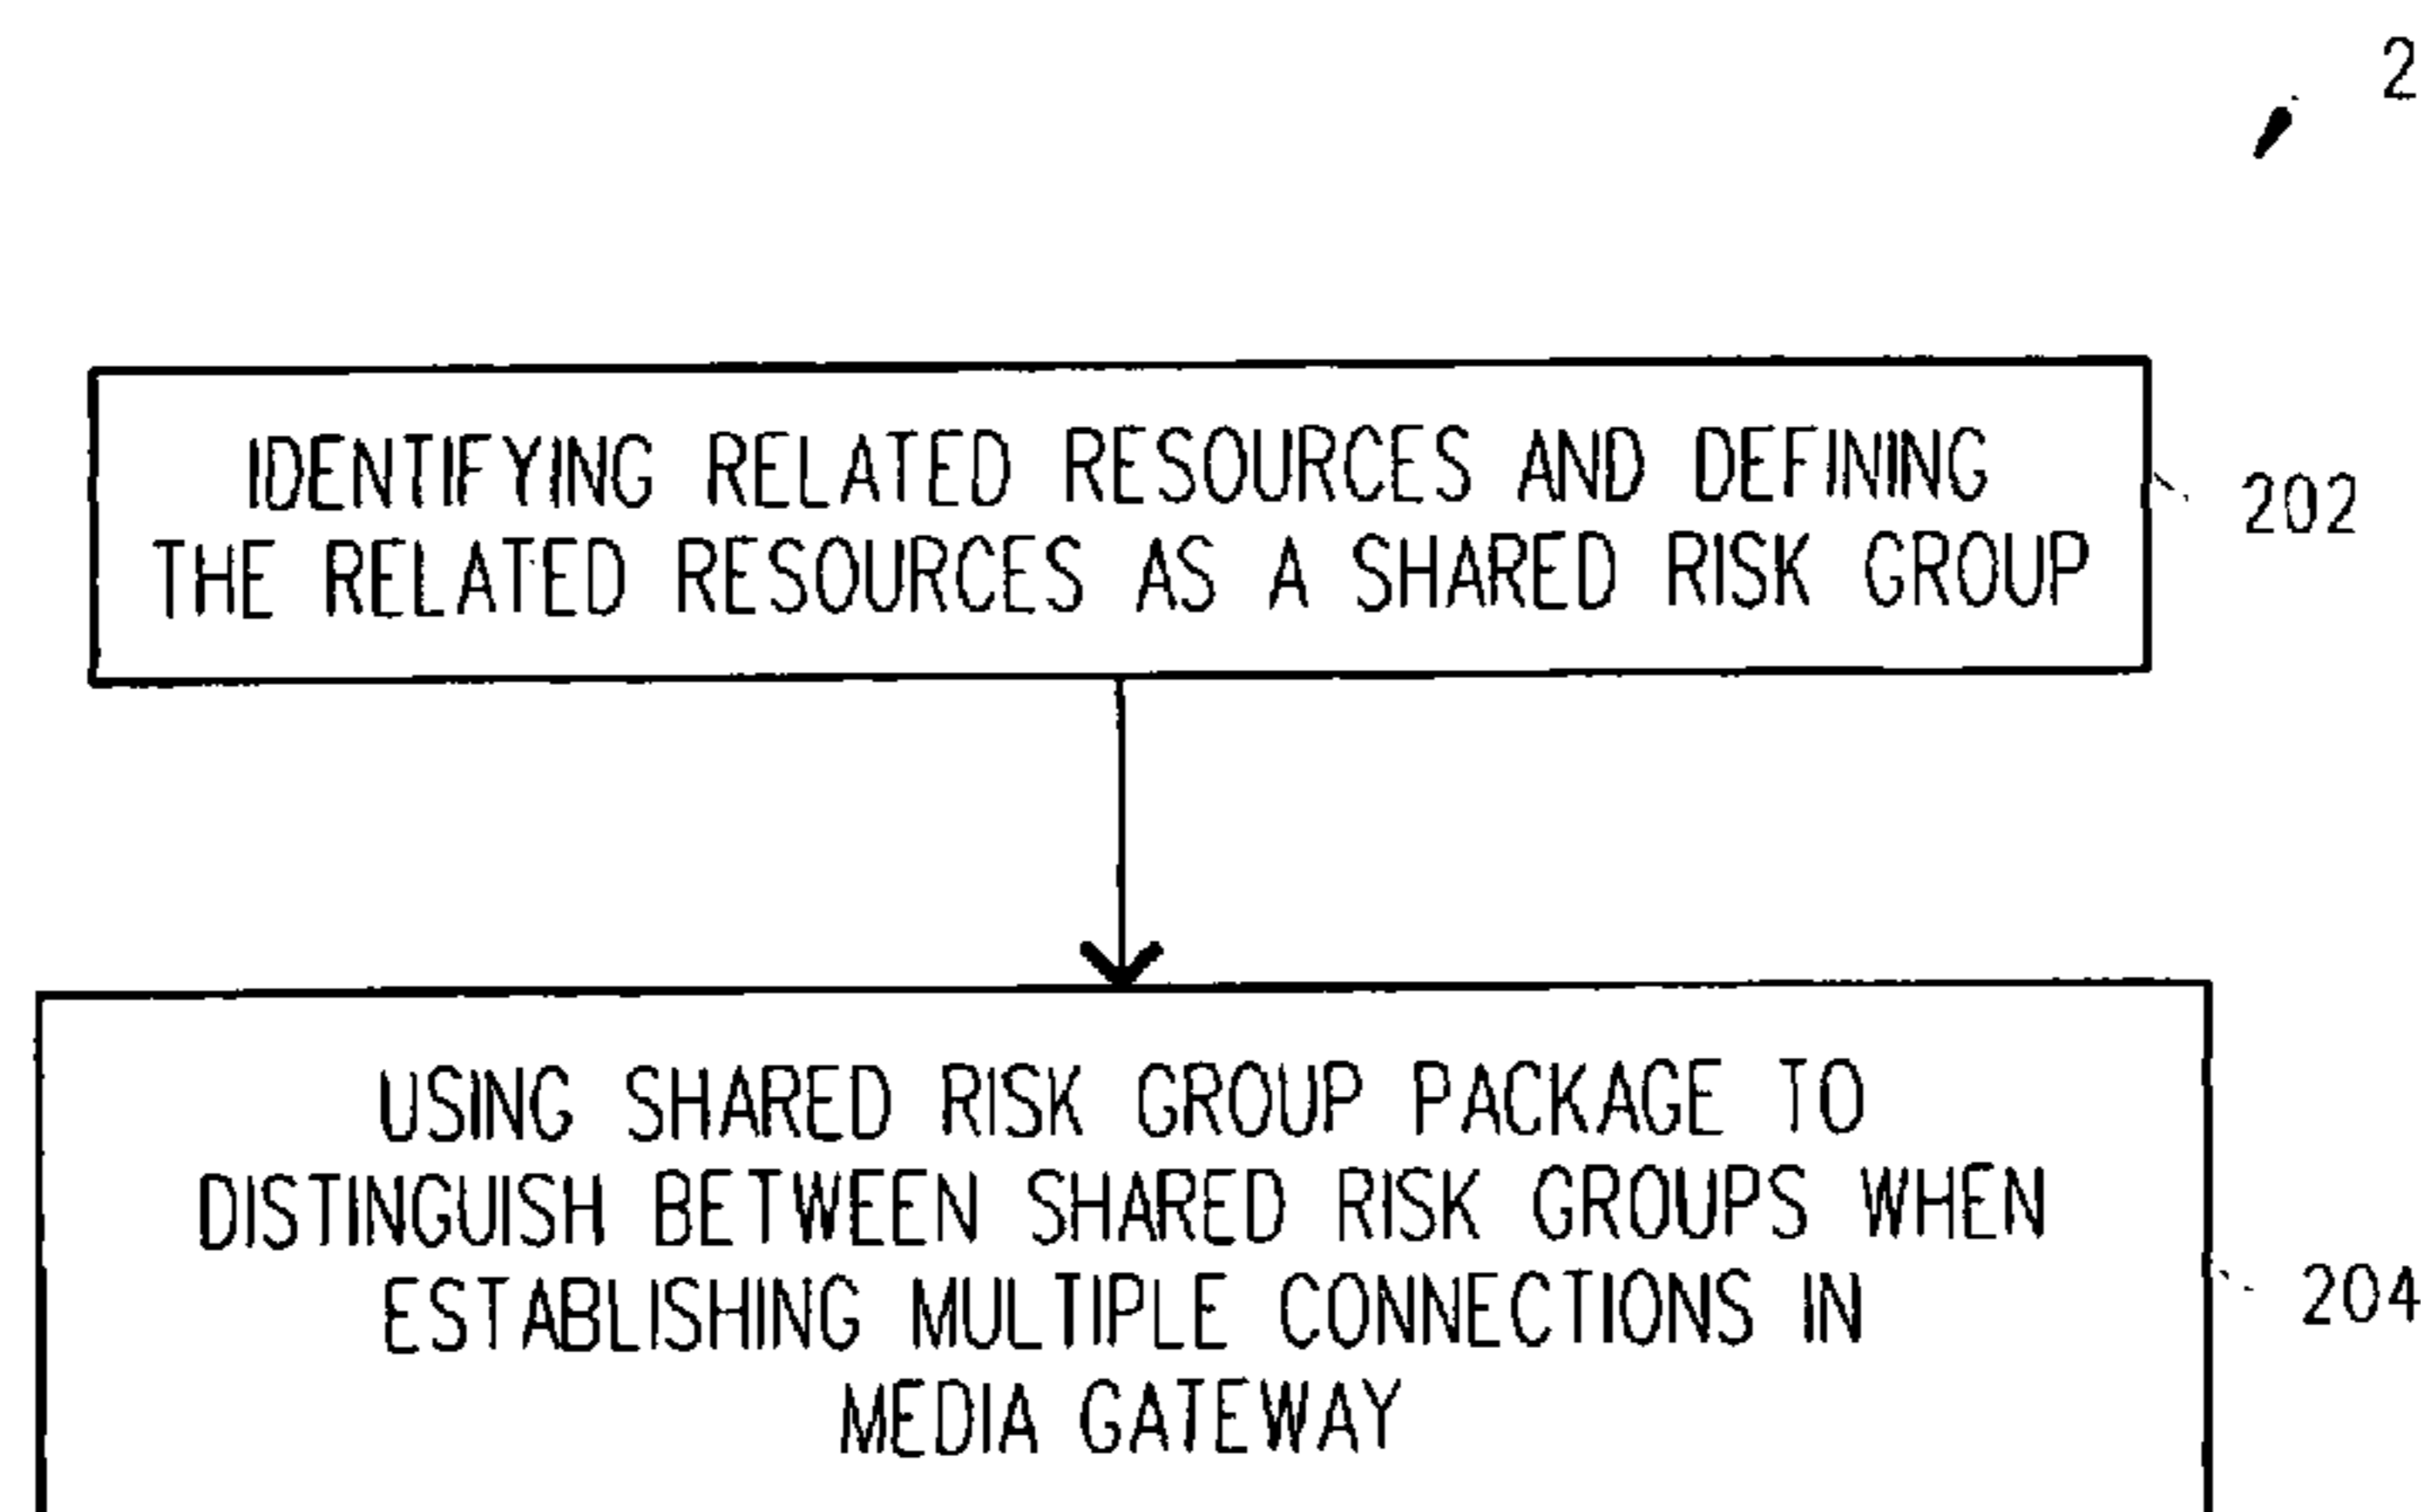 2
IDENTIFYING RELATED RESOURCES AND DEFINING
THE RELATED RESOURCES AS A SHARED RISK GROUP
202
USING SHARED RISK GROUP PACKAGE TO
DISTINGUISH BETWEEN SHARED RISK GROUPS WHEN
ESTABLISHING MULTIPLE CONNECTIONS IN
MEDIA GATEWAY
204